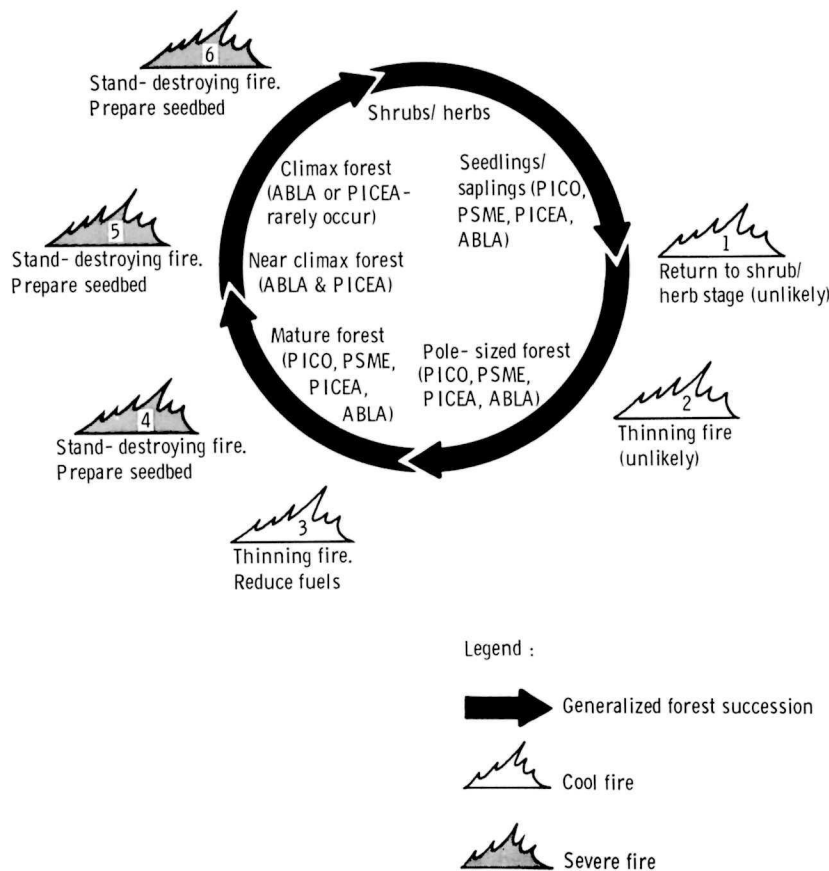 6
Stand- destroying fire.
Prepare seedbed
Shrubs/ herbs
Climax forest
(ABLA or PICEA-
rarely occur)
Seedlings/
saplings (PICO,
PSME, PICEA,
ABLA)
5
Stand- destroying fire.
Prepare seedbed
1
Return to shrub/
herb stage (unlikely)
Near climax forest
(ABLA & PICEA)
Mature forest
(PICO, PSME,
PICEA,
ABLA)
Pole- sized forest
(PICO, PSME,
PICEA, ABLA)
4
Stand- destroying fire.
Prepare seedbed
2
Thinning fire
(unlikely)
3
Thinning fire.
Reduce fuels
Legend :
Generalized forest succession
Cool fire
Severe fire